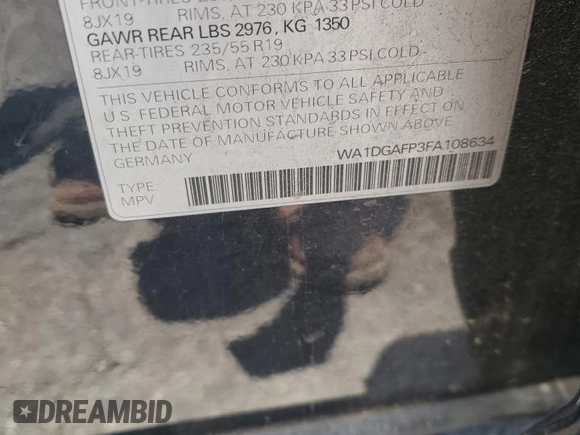 8JX19 RIMS, AT 230 KPA 33 PSI COLD
GAWR REAR LBS 2976, KG 1350
REAR-TIRES 235/55 R19
8JX19 RIMS, AT 230 KPA 33 PSI COLD
THIS VEHICLE CONFORMS TO ALL APPLICABLE
U.S. FEDERAL MOTOR VEHICLE SAFETY AND
THEFT PREVENTION STANDARDS IN EFFECT ON
THE DATE OF MANUFACTURE SHOWN ABOVE
GERMANY WA1DGAFP3FA108634
TYPE:
MPV
DREAMBID